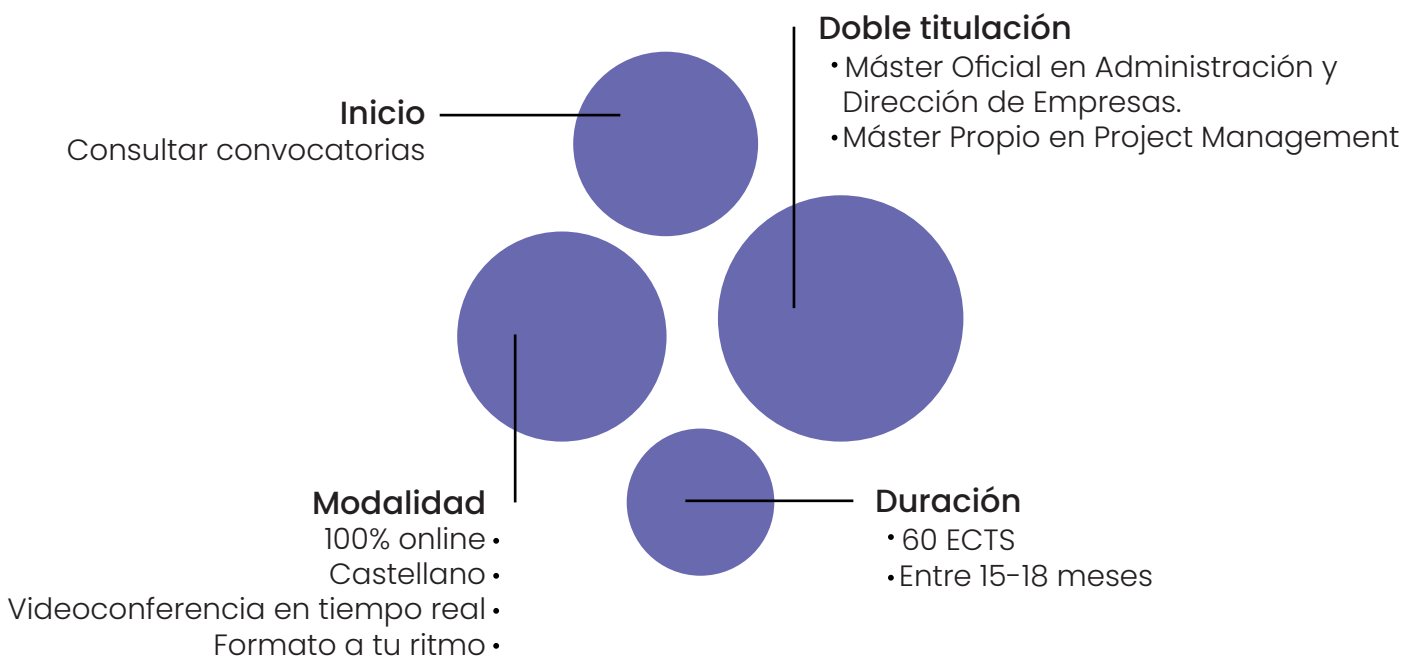 Inicio
Consultar convocatorias
Doble titulación
• Máster Oficial en Administración y
Dirección de Empresas.
• Máster Propio en Project Management
Modalidad
100% online •
Castellano •
Videoconferencia en tiempo real •
Formato a tu ritmo •
Duración
• 60 ECTS
• Entre 15-18 meses